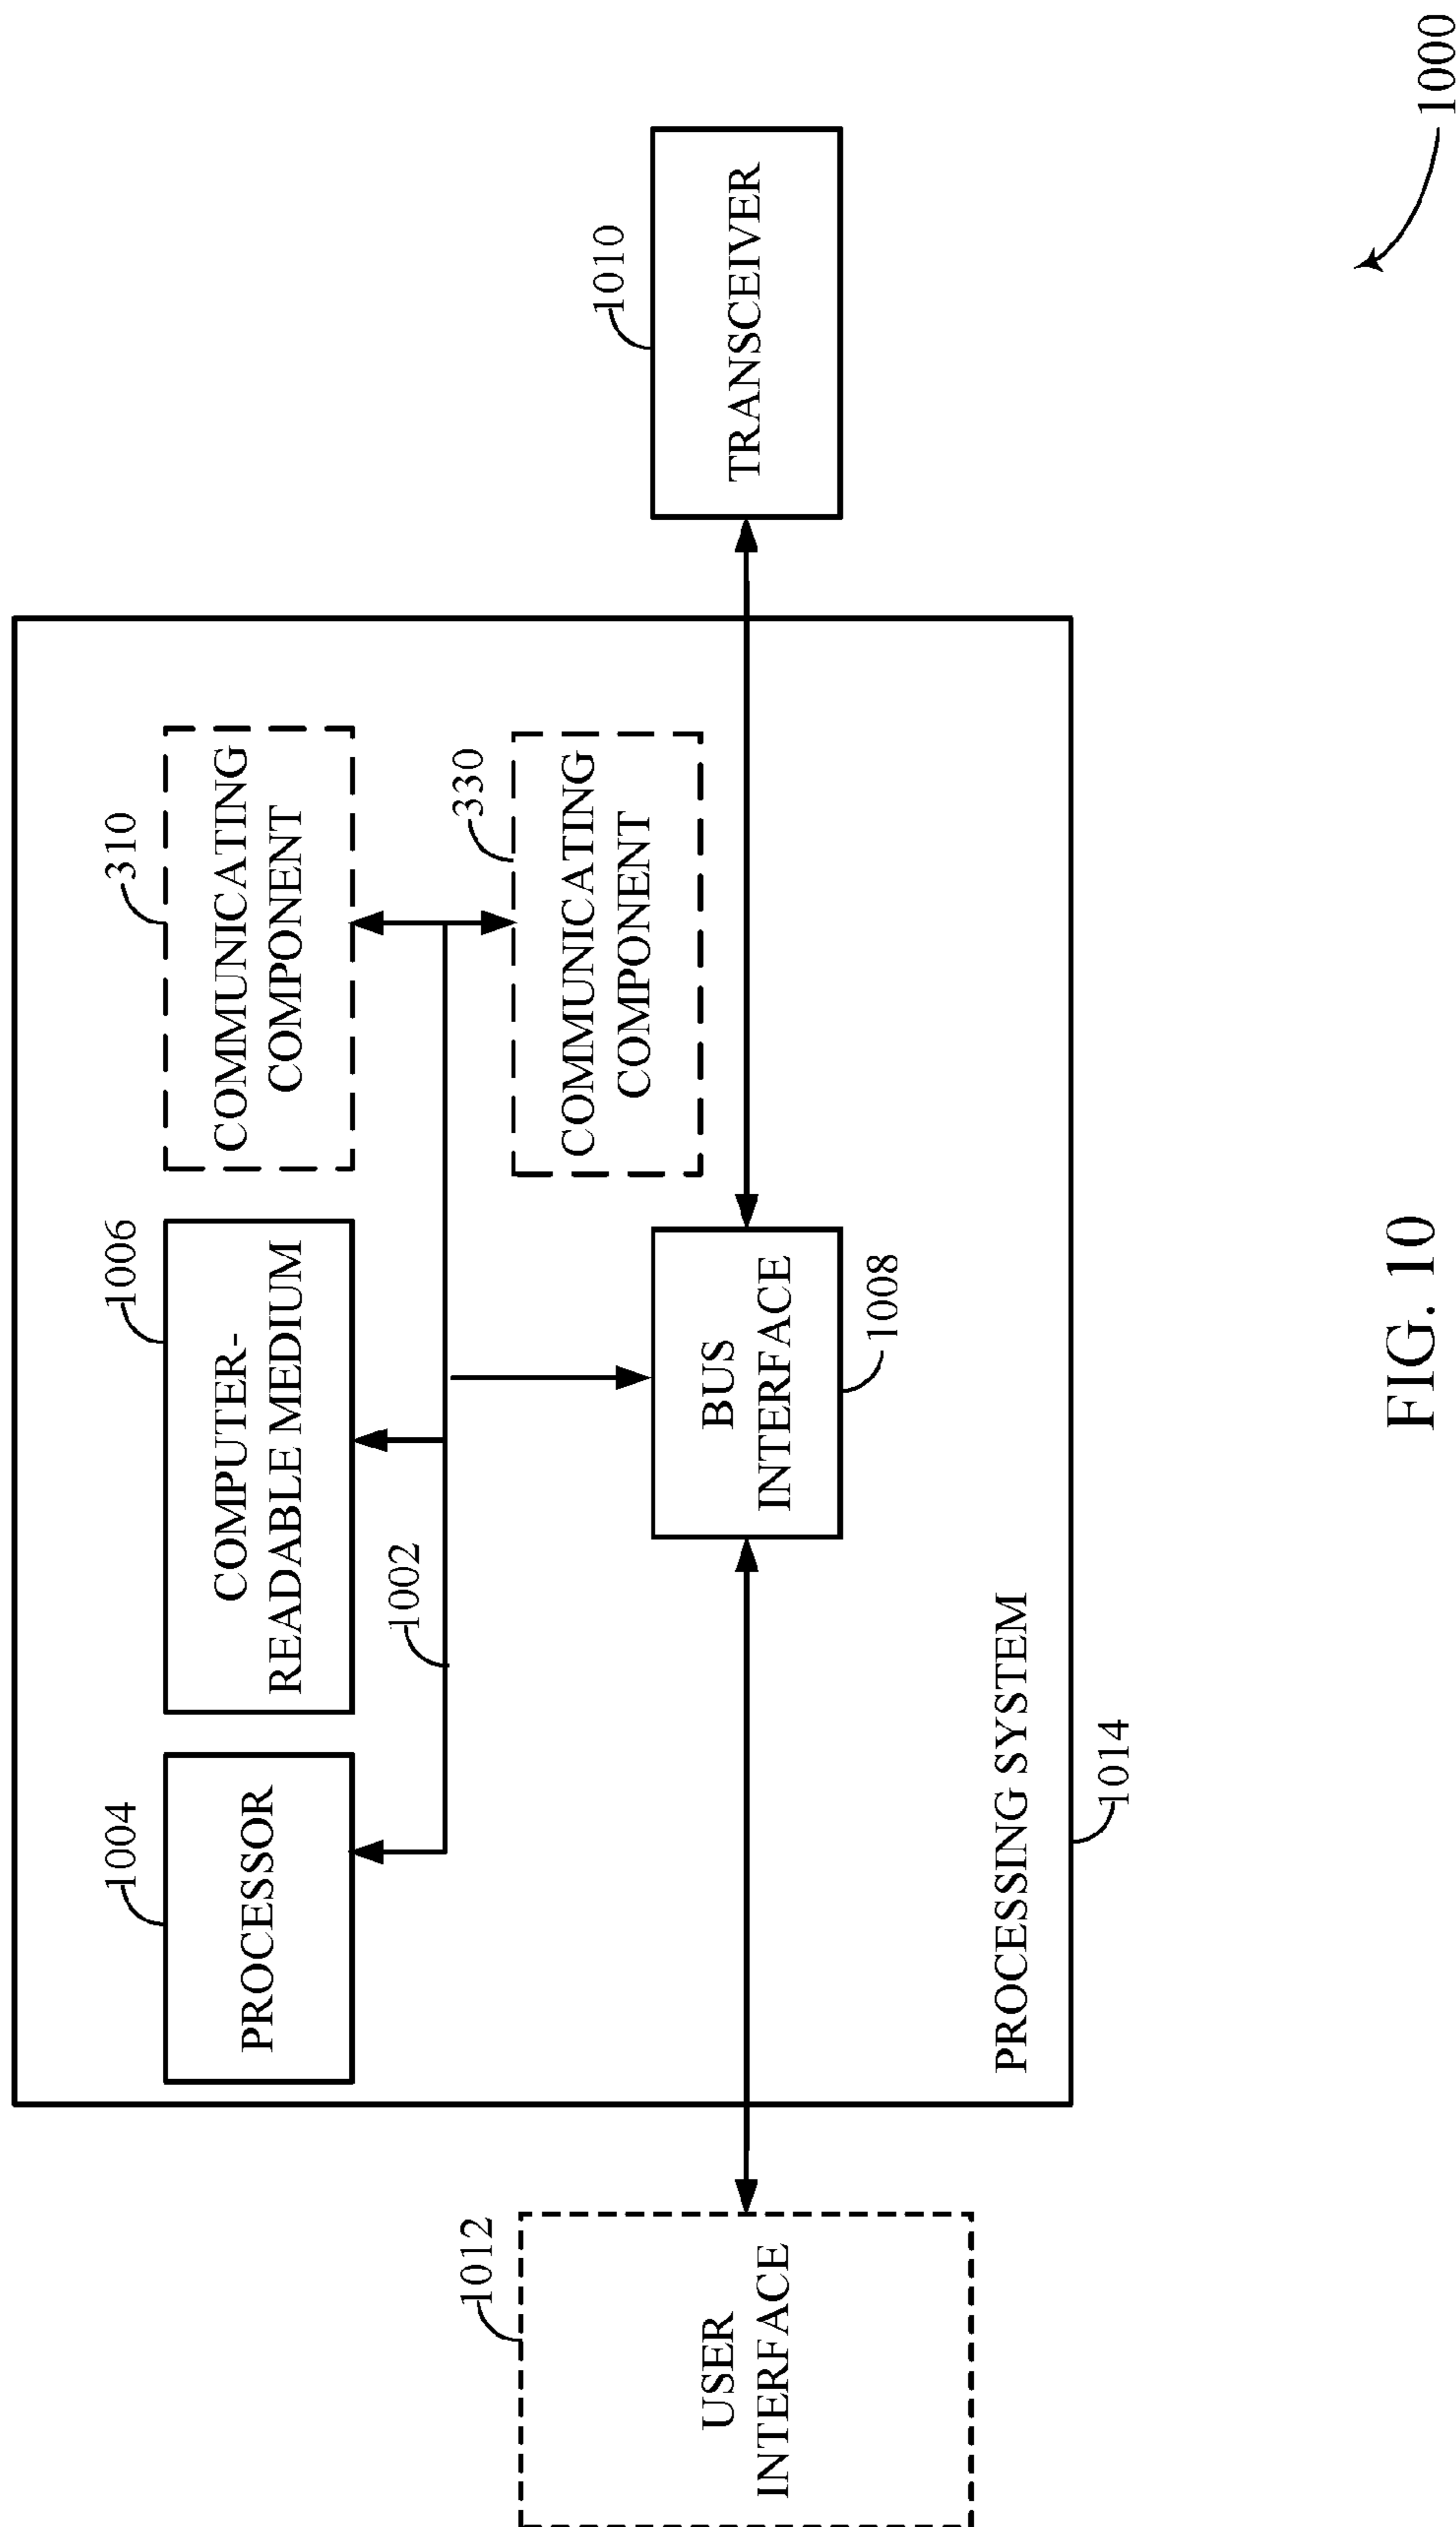 1004
PROCESSOR
1006
COMPUTER-
READABLE MEDIUM
310
COMMUNICATING
COMPONENT
1002
330
COMMUNICATING
COMPONENT
1012
USER
INTERFACE
BUS
INTERFACE
1008
1010
TRANSCEIVER
PROCESSING SYSTEM
1014
FIG. 10
1000